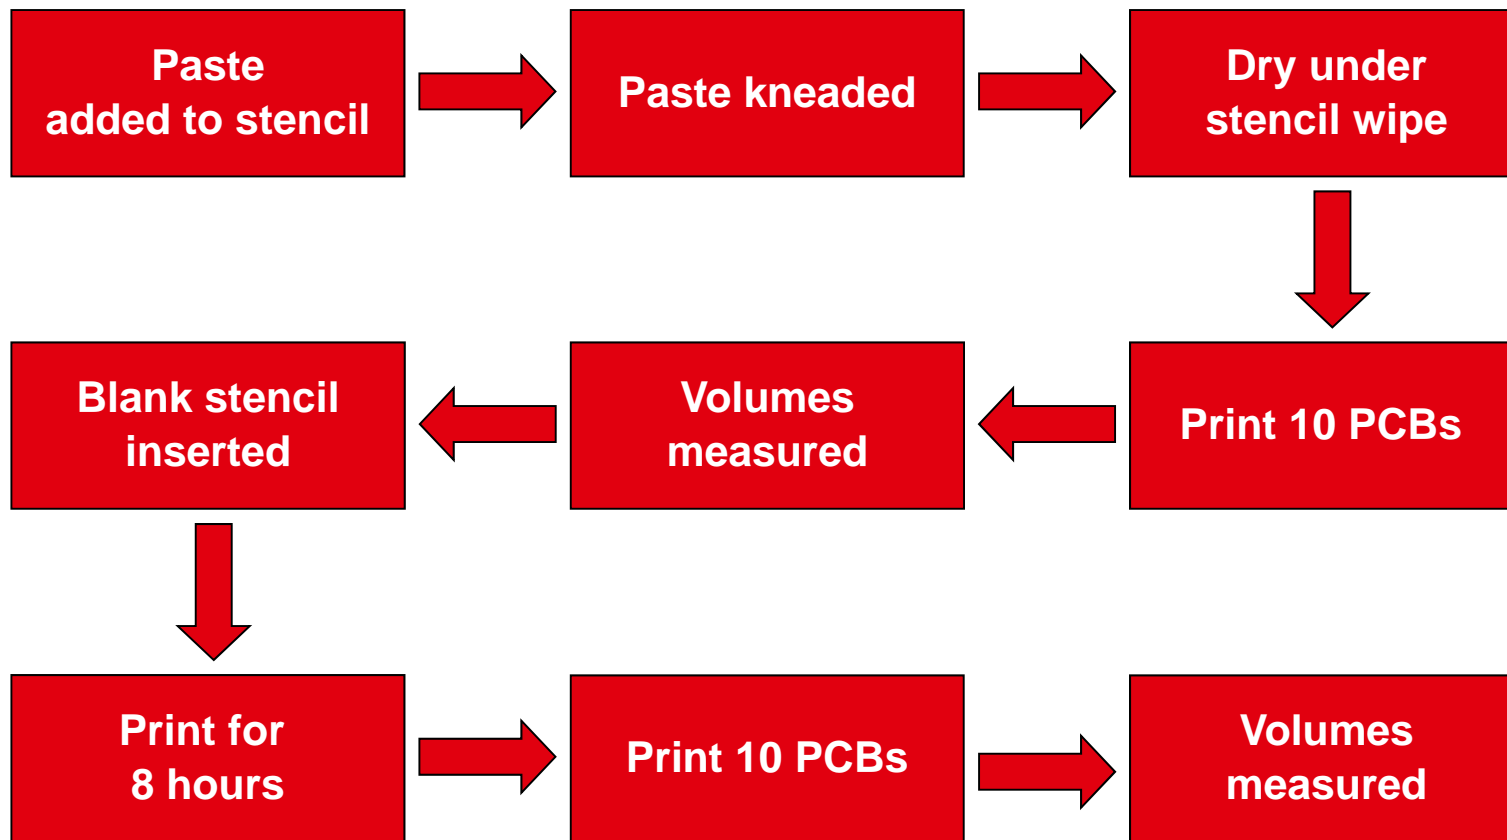 Paste
added to stencil
Paste kneaded
Dry under
stencil wipe
Print 10 PCBs
Volumes
measured
Blank stencil
inserted
Print for
8 hours
Print 10 PCBs
Volumes
measured